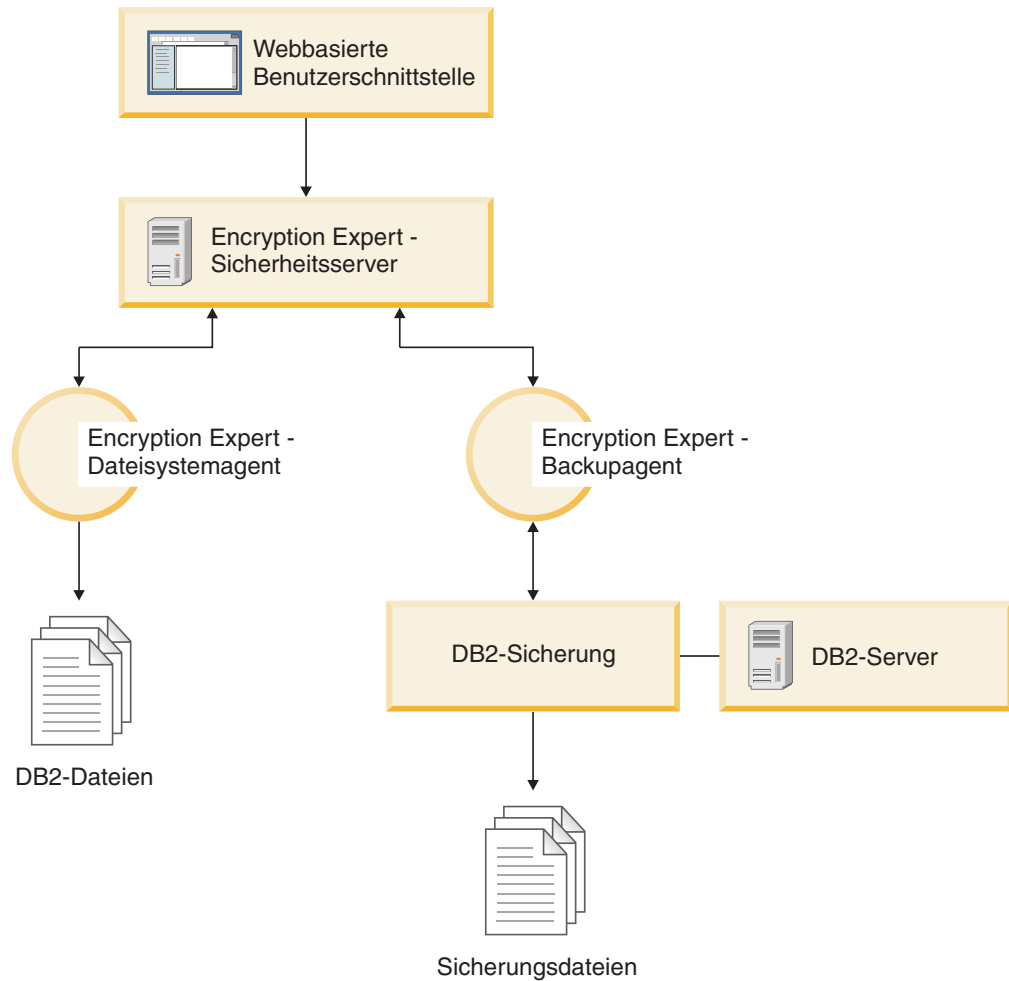 Webbasierte
Benutzerschnittstelle
Encryption Expert -
Sicherheitsserver
Encryption Expert -
Dateisystemagent
Encryption Expert -
Backupagent
DB2-Sicherung
DB2-Server
DB2-Dateien
Sicherungsdateien